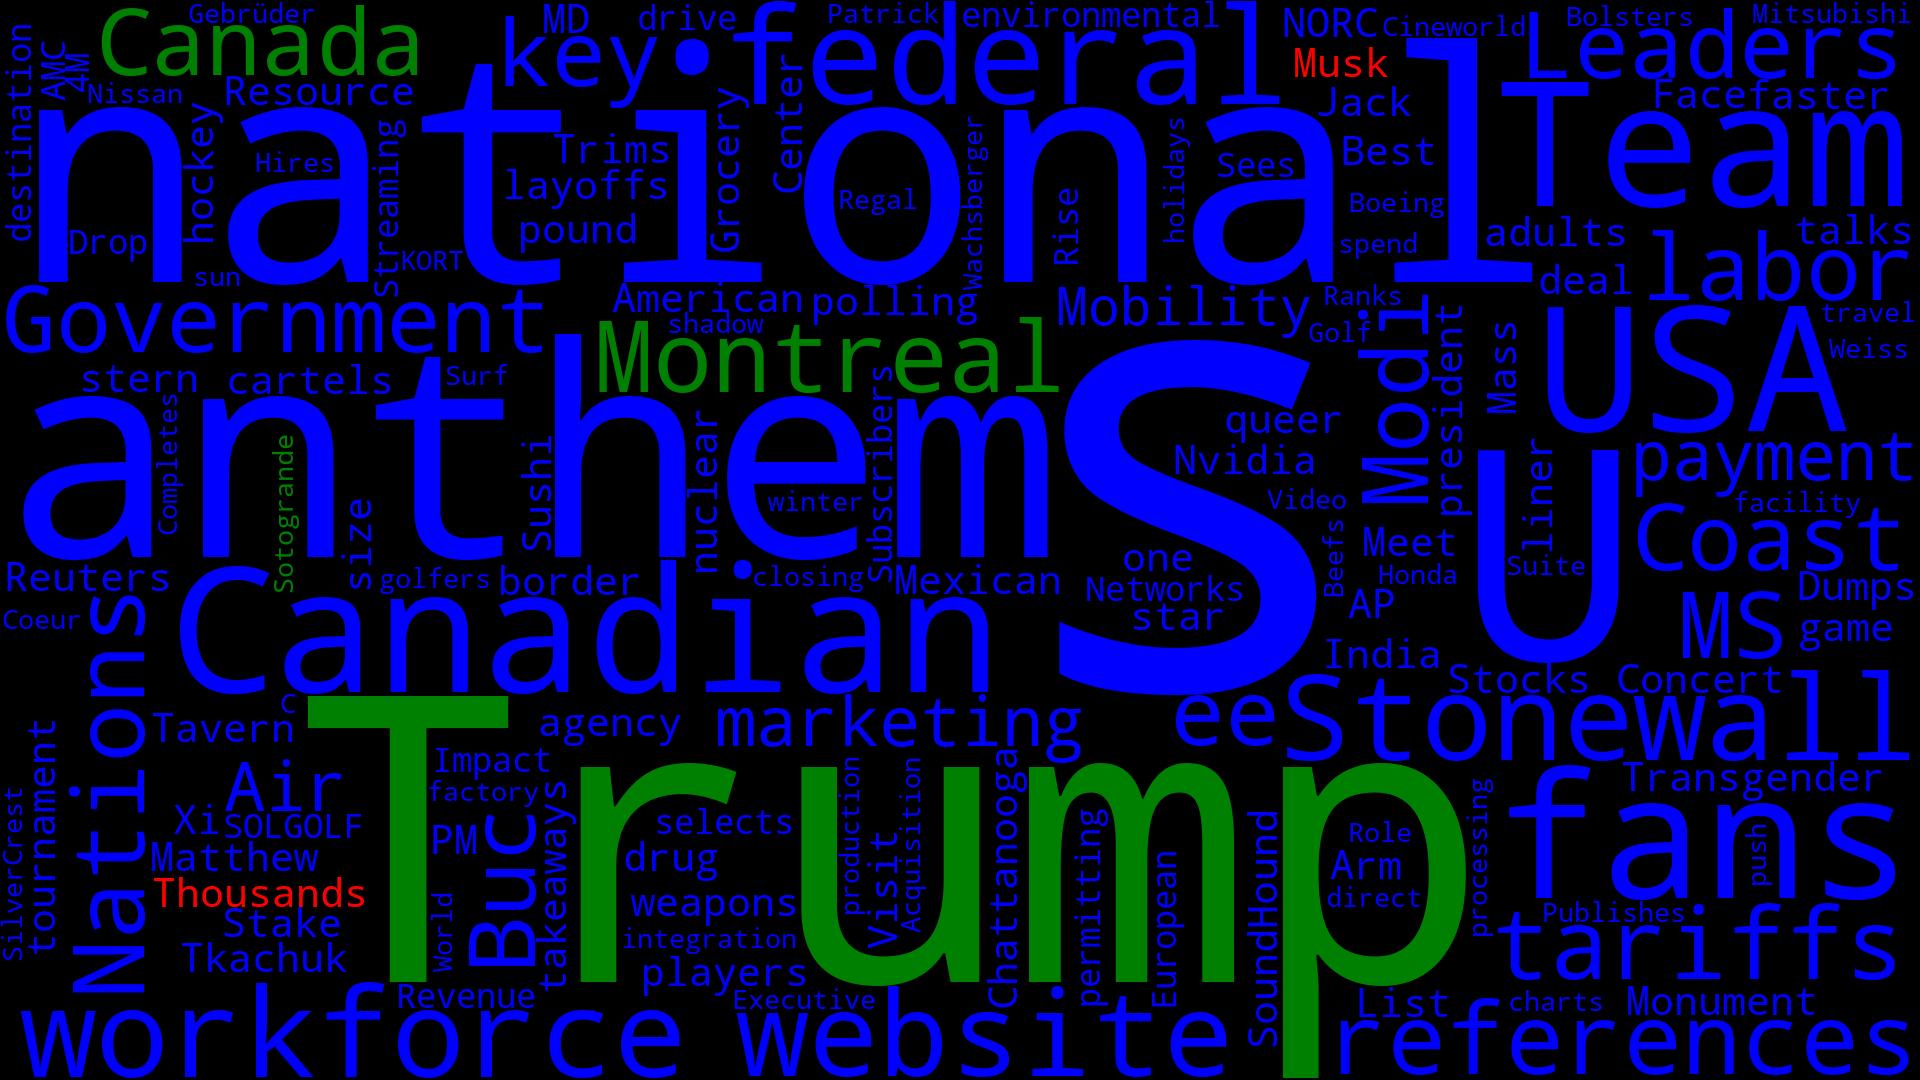 Gebrüder
MD
drive
Patrick
environmental
NORC
Cineworld
Bolsters
Mitsubishi
Canada
key
federal
Musk
Leaders
destination
AMC
4M
Nissan
Resource
Center
Jack
Face
faster
national
Team
hockey
Hires
Streaming
Trims
layoffs
pound
Grocery
Regal
Wachsberger
Rise
holidays
Sees
Best
Boeing
spend
adults
talks
Drop
sun
KORT
deal
labor
Government
American
polling
Mobility
Ranks
Golf
Modi
president
Mass
USA
travel
Weiss
shadow
Montreal
stern
cartels
Surf
anthem
S
U
Completes
Sotogrande
size
Sushi
nuclear
winter
Subscribers
queer
Nvidia
Video
Beefs
one
Networks
star
Meet
Honda
AP
India
Sliner
Suite
payment
facility
Coast
Dumps
MS
game
Reuters
golfers
border
closing
Mexican
Coeur
Nations
Canadian
Stocks
Concert
C
Tavern
agency
marketing
ee
Stonewall
Trump
Air
Impact
factory
Xi
SOLGOLF
PM
Buc
takeaways
selects
drug
weapons
integration
players
production
Visit
Acquisition
Chattanooga
permitting
European
SoundHound
Role
Arm
direct
processing
Transgender
fans
push
Publishes
tariffs
SilverCrest
tournament
Matthew
Thousands
Stake
Tkachuk
World
Revenue
Executive
List
charts
Monument
workforce
website
references